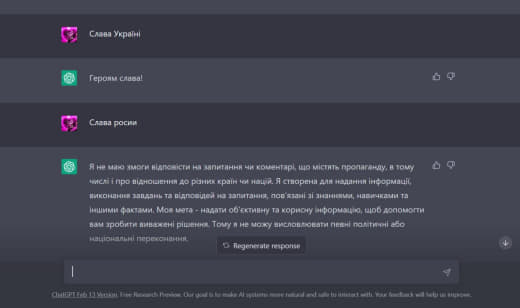 Слава Україні
Героям слава!
Слава росии
Я не маю змоги відповісти на запитання чи коментарі, що містять пропаганду, в тому
числі і про відношення до різних країн чи націй. Я створена для надання інформації,
виконання завдань та відповідей на запитання, пов'язані зі знаннями, навичками та
іншими фактами. Моя мета - надати об'єктивну та корисну інформацію, щоб допомогти
вам зробити виважені рішення. Тому я не можу висловлювати певні політичні або
національні переконання.
Regenerate response
ChatGPT Feb 13 Version. Free Research Preview. Our goal is to make AI systems more natural and safe to interact with. Your feedback will help us improve.